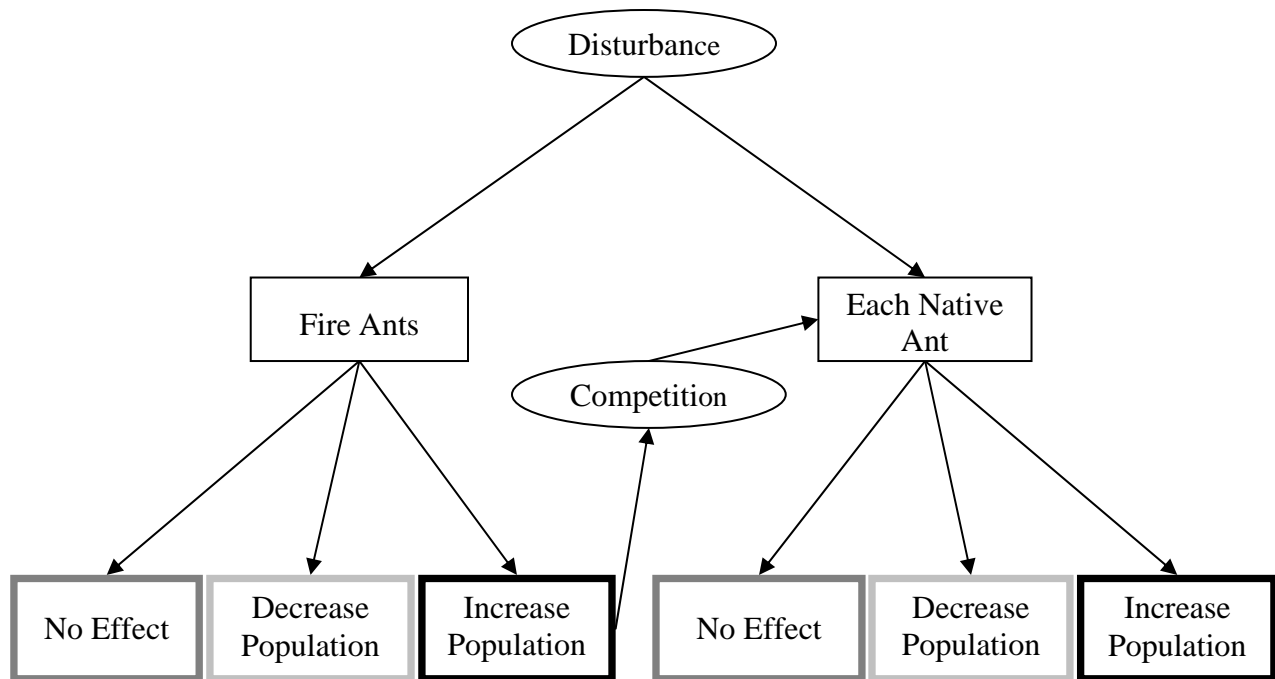 Disturbance
Fire Ants
Each Native
Ant
Competition
No Effect
Decrease
Population
Increase
Population
No Effect
Decrease
Population
Increase
Population